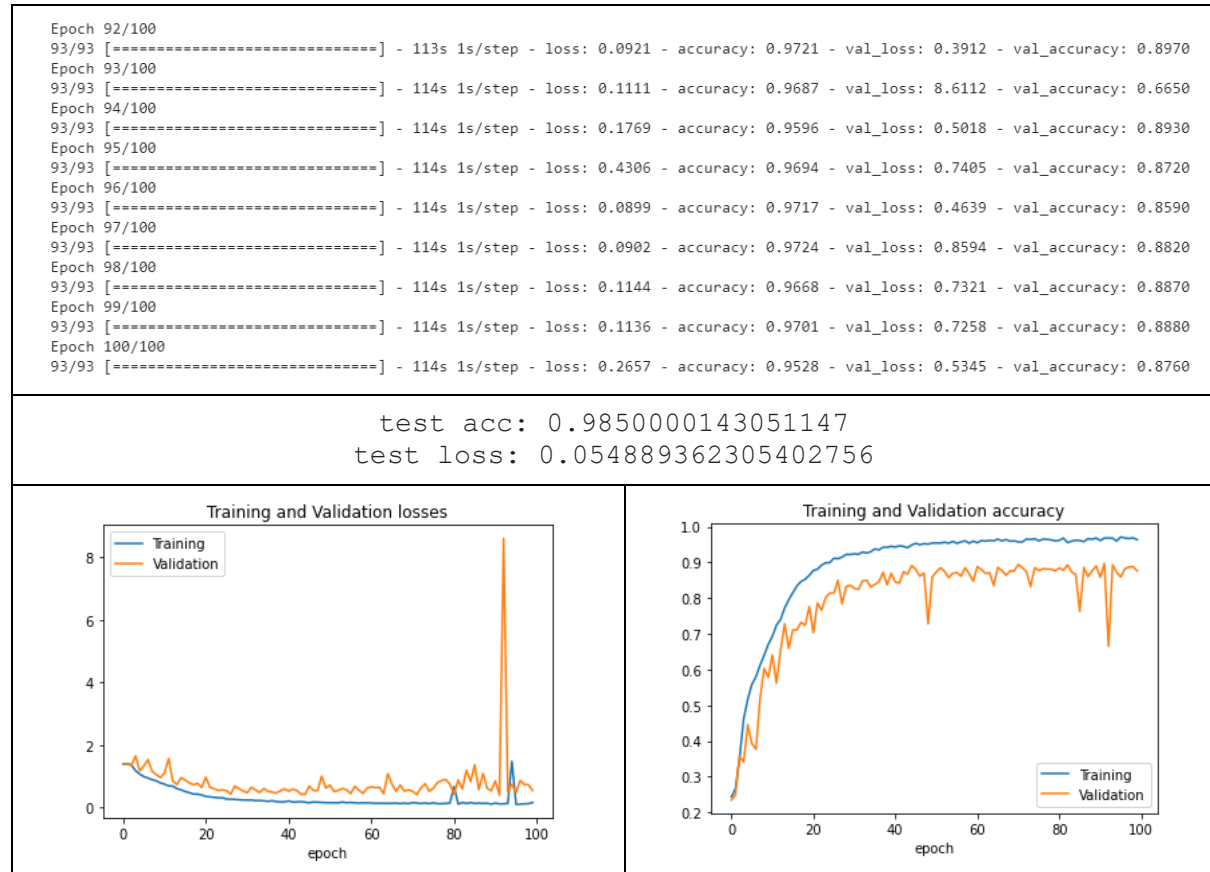 Epoch 92/100
93/93 [==============================] - 113s 1s/step - loss: 0.0921 - accuracy: 0.9721 - val_loss: 0.3912 - val_accuracy: 0.8970
Epoch 93/100
93/93 [==============================] - 114s 1s/step - loss: 0.1111 - accuracy: 0.9687 - val_loss: 8.6112 - val_accuracy: 0.6650
Epoch 94/100
93/93 [==============================] - 114s 1s/step - loss: 0.1769 - accuracy: 0.9596 - val_loss: 0.5018 - val_accuracy: 0.8930
Epoch 95/100
93/93 [==============================] - 114s 1s/step - loss: 0.4306 - accuracy: 0.9694 - val_loss: 0.7405 - val_accuracy: 0.8720
Epoch 96/100
93/93 [==============================] - 114s 1s/step - loss: 0.0899 - accuracy: 0.9717 - val_loss: 0.4639 - val_accuracy: 0.8590
Epoch 97/100
93/93 [==============================] - 114s 1s/step - loss: 0.0902 - accuracy: 0.9724 - val_loss: 0.8594 - val_accuracy: 0.8820
Epoch 98/100
93/93 [==============================] - 114s 1s/step - loss: 0.1144 - accuracy: 0.9668 - val_loss: 0.7321 - val_accuracy: 0.8870
Epoch 99/100
93/93 [==============================] - 114s 1s/step - loss: 0.1136 - accuracy: 0.9701 - val_loss: 0.7258 - val_accuracy: 0.8880
Epoch 100/100
93/93 [==============================] - 114s 1s/step - loss: 0.2657 - accuracy: 0.9528 - val_loss: 0.5345 - val_accuracy: 0.8760
test acc: 0.9850000143051147
test loss: 0.054889362305402756
Training and Validation losses
Training
Validation
8
6
4
2
0
0 20 40 60 80 100
epoch
Training and Validation accuracy
1.0
0.9
0.8
0.7
0.6
0.5
0.4
0.3
0.2
Training
Validation
0 20 40 60 80 100
epoch